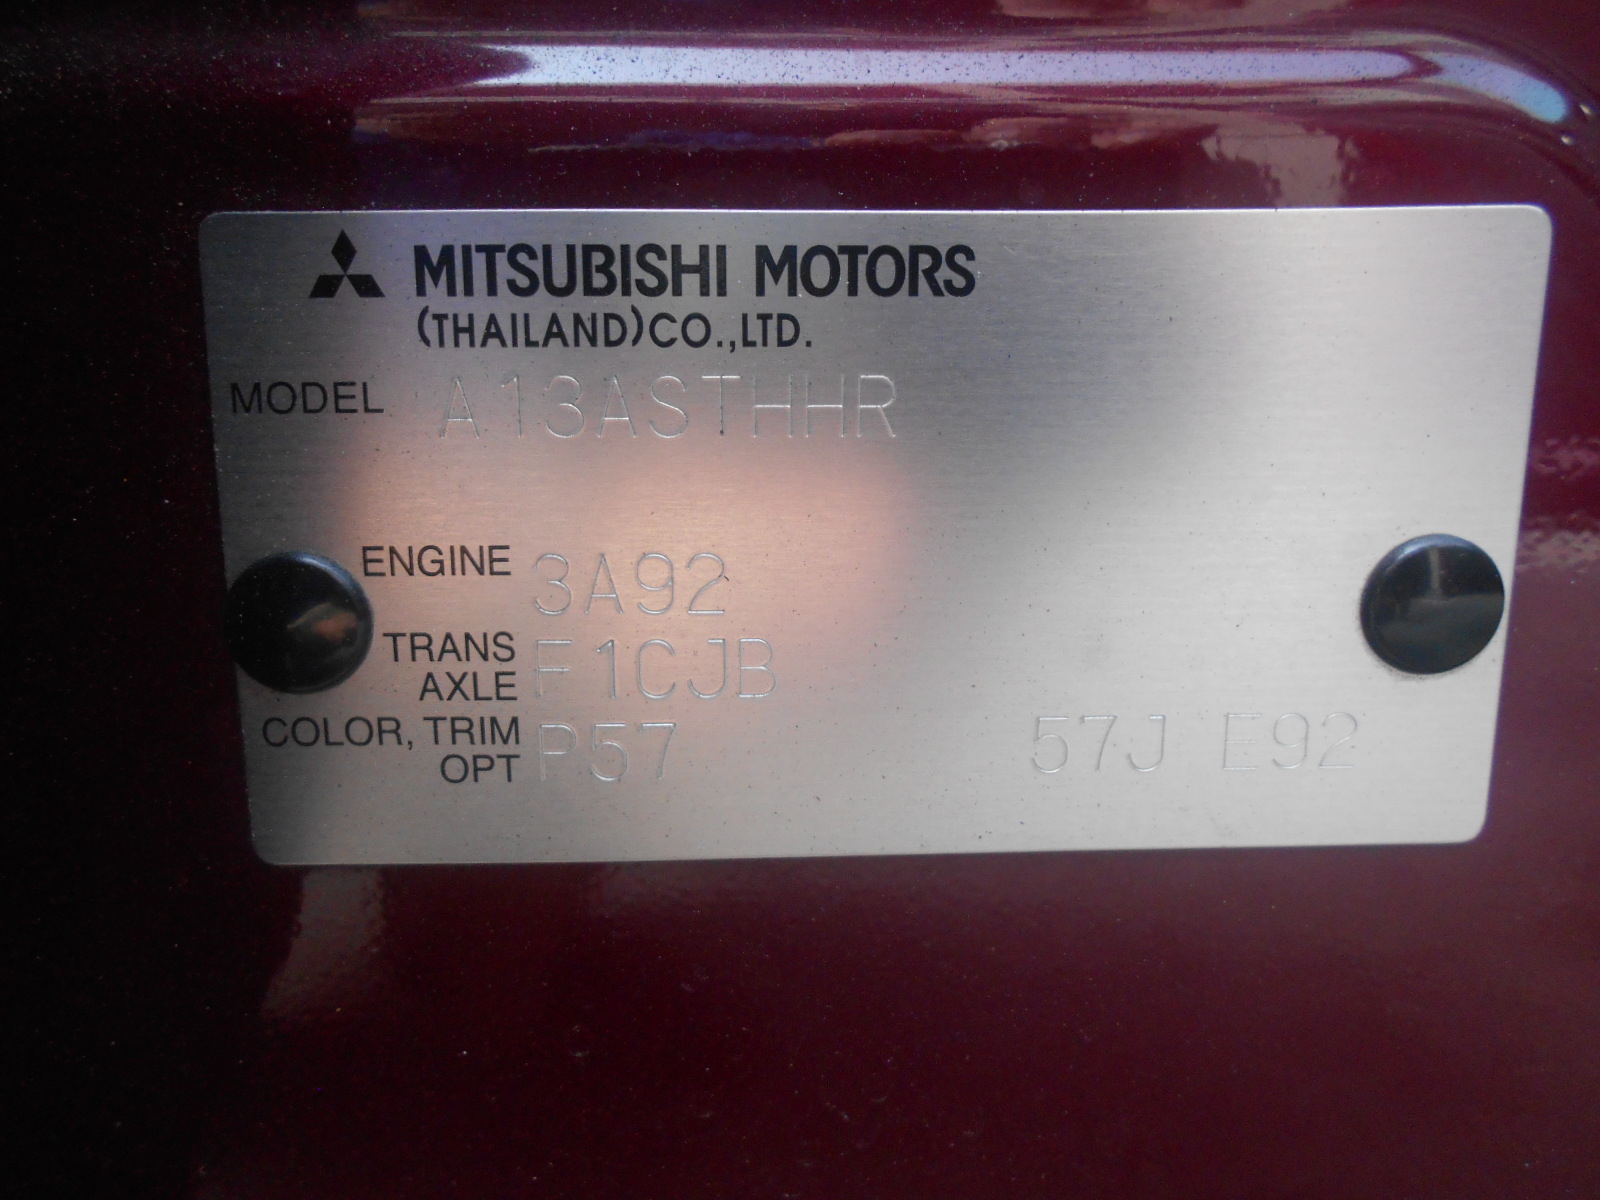 MITSUBISHI MOTORS
(THAILAND)CO.,LTD.
MODEL A13ASTHHR
ENGINE 3A92
TRANS
AXLE F1CJB
COLOR, TRIM
OPT P57 57J E92